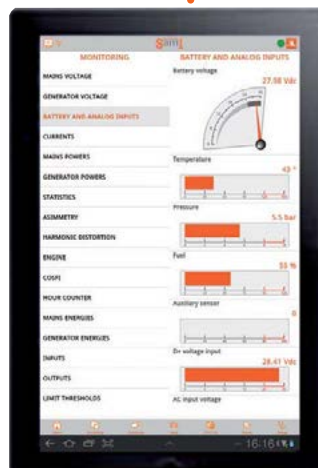 Sam1
MONITORING
MAINS VOLTAGE
GENERATOR VOLTAGE
BATTERY AND ANALOG INPUTS
CURRENTS
MAINS POWERS
GENERATOR POWERS
STATISTICS
ASIMMETRY
HARMONIC DISTORTION
ENGINE
COSFI
HOUR COUNTER
MAINS ENERGIES
GENERATOR ENERGIES
INPUTS
OUTPUTS
LIMIT THRESHOLDS
BATTERY AND ANALOG INPUTS
Battery voltage
27.98 Vdc
Temperature
43 °
Pressure
5.5 bar
Fuel
55 %
Auxiliary sensor
0
D+ voltage input
28.41 Vdc
AC input voltage
16:16